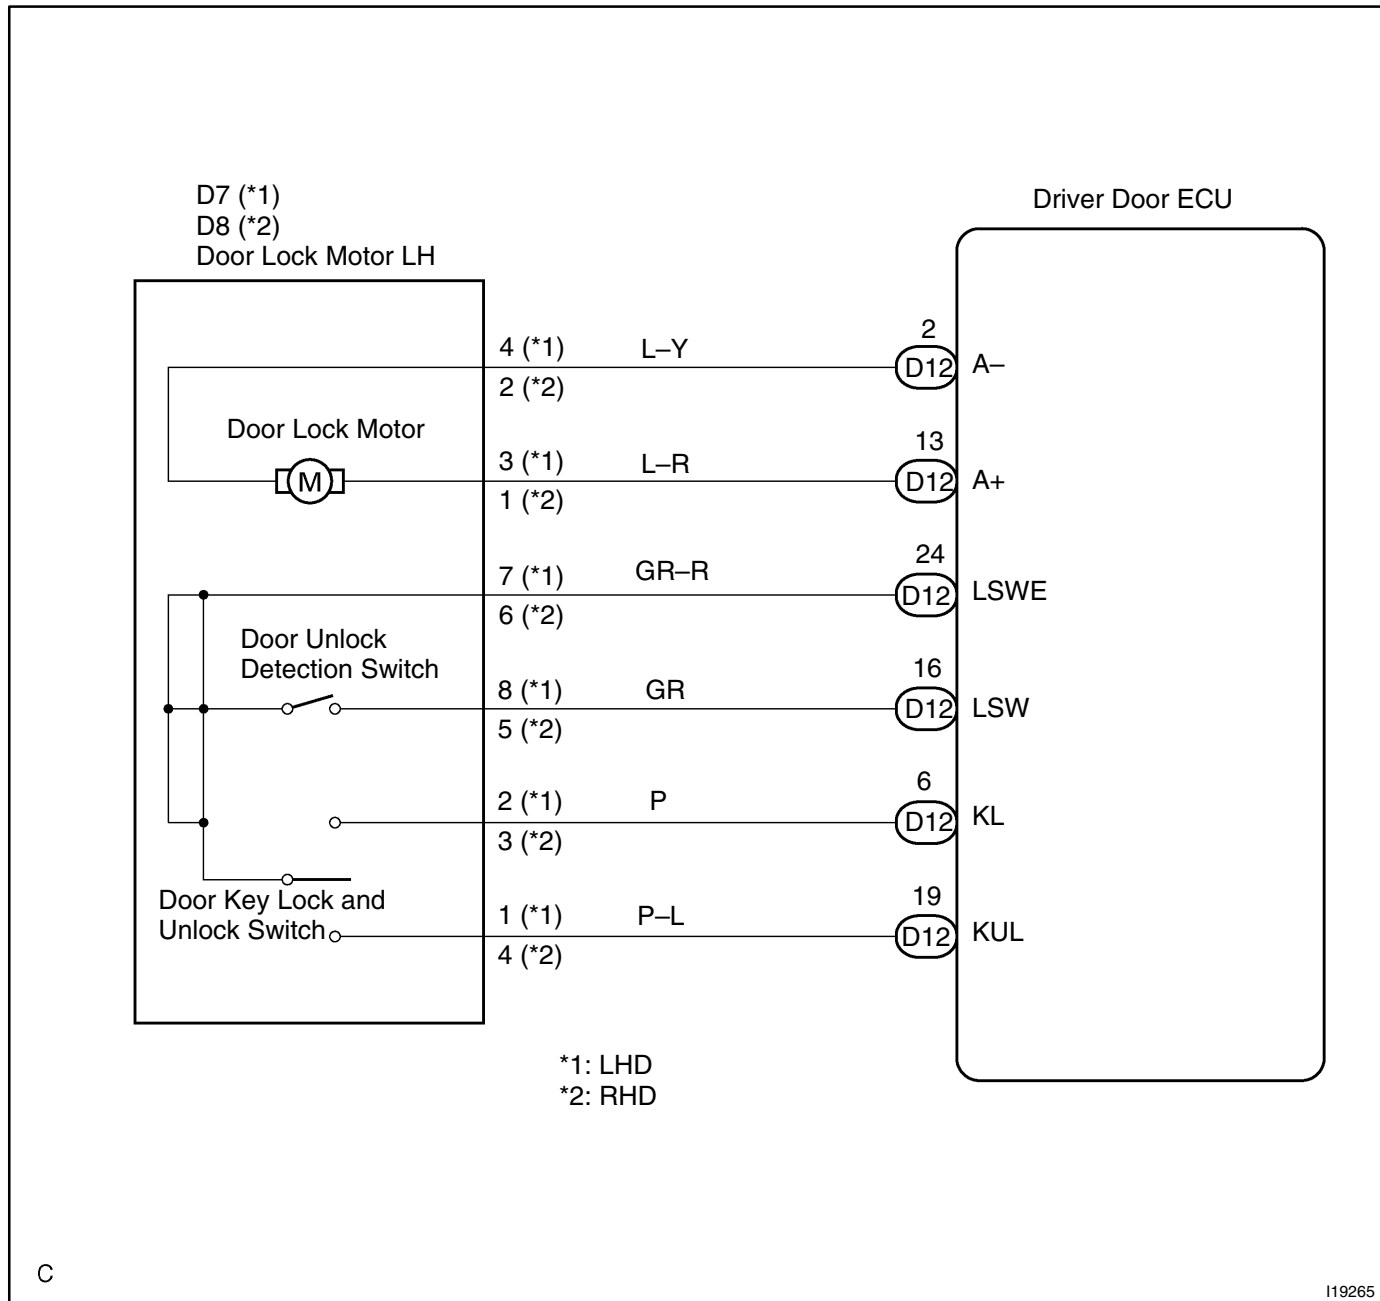 D7 (*1)
D8 (*2)
Door Lock Motor LH
Driver Door ECU
4 (*1)
L–Y
2
D12
A–
2 (*2)
Door Lock Motor
M
3 (*1)
L–R
13
D12
A+
1 (*2)
7 (*1)
GR–R
24
D12
LSWE
6 (*2)
Door Unlock
Detection Switch
8 (*1)
GR
16
D12
LSW
5 (*2)
2 (*1)
P
6
D12
KL
3 (*2)
Door Key Lock and
Unlock Switch
1 (*1)
P–L
19
D12
KUL
4 (*2)
*1: LHD
*2: RHD
C
I19265